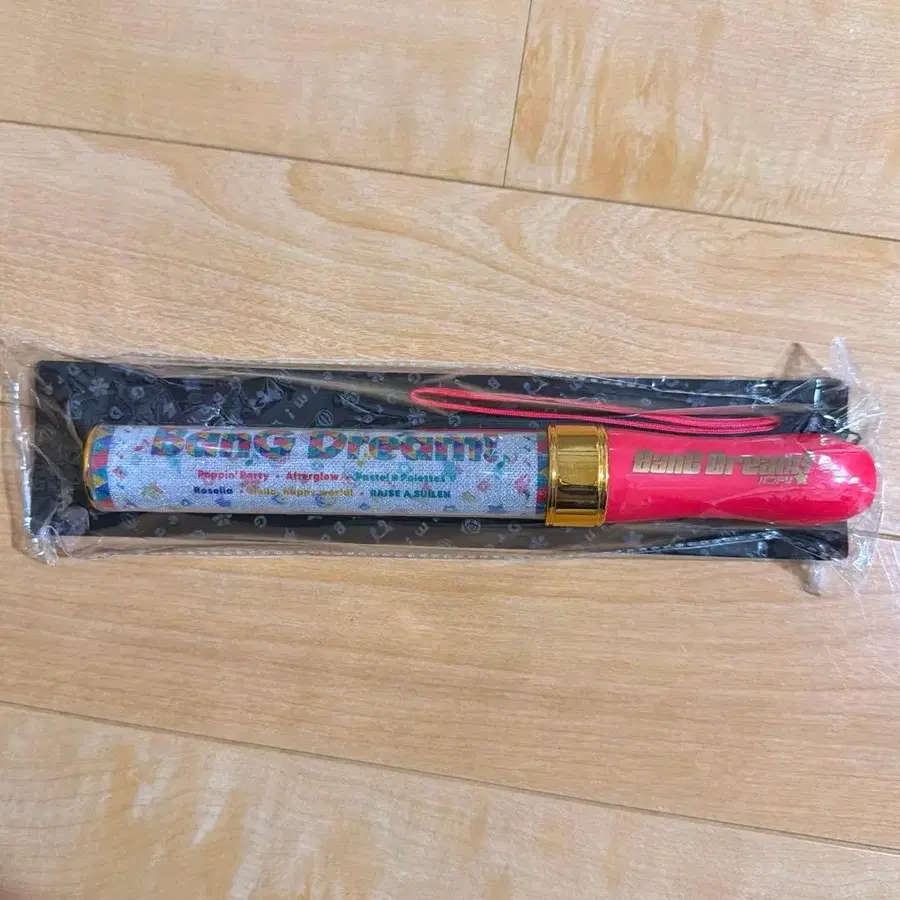 BanG Dream!
Poppin'Party • Afterglow • Pastel＊Palettes
Roselia • Hello, Happy World! • RAISE A SUILEN
BanG Dream!